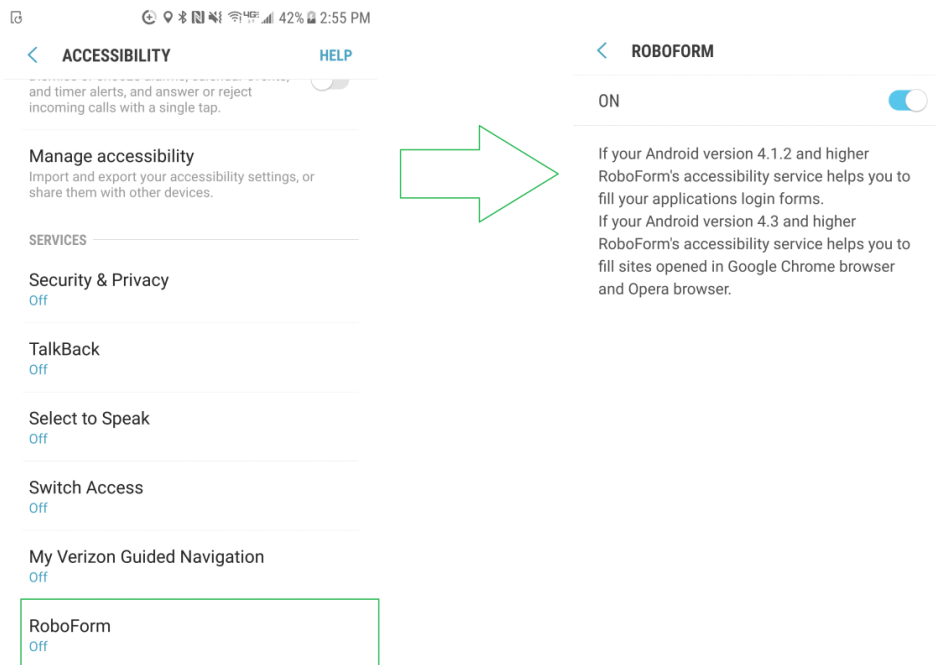 42% 2:55 PM
ACCESSIBILITY HELP
and timer alerts, and answer or reject
incoming calls with a single tap.
Manage accessibility
Import and export your accessibility settings, or
share them with other devices.
SERVICES
Security & Privacy
Off
TalkBack
Off
Select to Speak
Off
Switch Access
Off
My Verizon Guided Navigation
Off
RoboForm
Off
ROBOFORM
ON
If your Android version 4.1.2 and higher
RoboForm's accessibility service helps you to
fill your applications login forms.
If your Android version 4.3 and higher
RoboForm's accessibility service helps you to
fill sites opened in Google Chrome browser
and Opera browser.